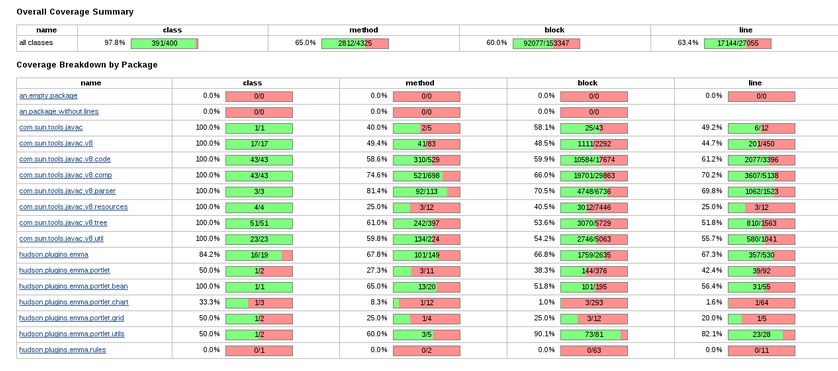 Overall Coverage Summary
name class method block line
all classes 97.8% 391/400 65.0% 2812/4325 60.0% 92077/153347 63.4% 17144/27055
Coverage Breakdown by Package
name class method block line
an.empty.package 0.0% 0/0 0.0% 0/0 0.0% 0/0 0.0% 0/0
an.package.without.lines 0.0% 0/0 0.0% 0/0 0.0% 0/0
com.sun.tools.javac 100.0% 1/1 40.0% 2/5 58.1% 25/43 49.2% 6/12
com.sun.tools.javac.v8 100.0% 17/17 49.4% 41/83 48.5% 1111/2292 44.7% 201/450
com.sun.tools.javac.v8.code 100.0% 43/43 58.6% 310/529 59.9% 10584/17674 61.2% 2077/3396
com.sun.tools.javac.v8.comp 100.0% 43/43 74.6% 521/698 66.0% 19701/29863 70.2% 3607/5138
com.sun.tools.javac.v8.parser 100.0% 3/3 81.4% 92/113 70.5% 4748/6736 69.8% 1062/1523
com.sun.tools.javac.v8.resources 100.0% 4/4 25.0% 3/12 40.5% 3012/7446 25.0% 3/12
com.sun.tools.javac.v8.tree 100.0% 51/51 61.0% 242/397 53.6% 3070/5729 51.8% 810/1563
com.sun.tools.javac.v8.util 100.0% 23/23 59.8% 134/224 54.2% 2746/5063 55.7% 580/1041
hudson.plugins.emma 84.2% 16/19 67.8% 101/149 66.8% 1759/2635 67.3% 357/530
hudson.plugins.emma.portlet 50.0% 1/2 27.3% 3/11 38.3% 144/376 42.4% 39/92
hudson.plugins.emma.portlet.bean 100.0% 1/1 65.0% 13/20 51.8% 101/195 56.4% 31/55
hudson.plugins.emma.portlet.chart 33.3% 1/3 8.3% 1/12 1.0% 3/293 1.6% 1/64
hudson.plugins.emma.portlet.grid 50.0% 1/2 25.0% 1/4 25.0% 3/12 20.0% 1/5
hudson.plugins.emma.portlet.utils 50.0% 1/2 60.0% 3/5 90.1% 73/81 82.1% 23/28
hudson.plugins.emma.rules 0.0% 0/1 0.0% 0/2 0.0% 0/63 0.0% 0/11